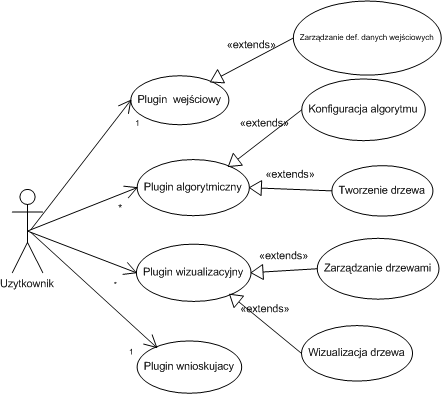 Zarządzanie def. danych wejściowych
«extends»
Plugin wejściowy
1
Konfiguracja algorytmu
«extends»
Plugin algorytmiczny
*
«extends»
Tworzenie drzewa
Uzytkownik
«extends»
Plugin wizualizacyjny
*
Zarządzanie drzewami
«extends»
Wizualizacja drzewa
1
Plugin wnioskujacy